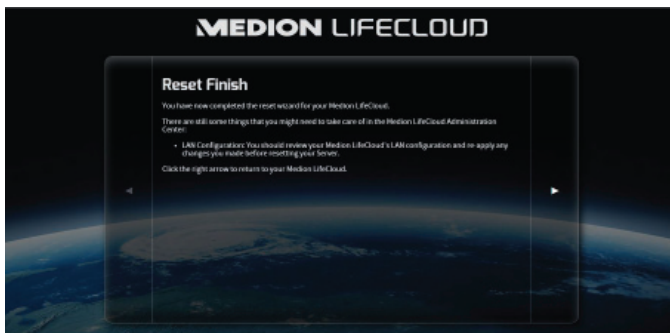 MEDION LIFECLOUD
Reset Finish
You have now completed the reset wizard for your Medion LifeCloud.
There are still some things that you might need to take care of in the Medion LifeCloud Administration
Center:
• LAN Configuration: You should review your Medion LifeCloud's LAN configuration and re-apply any
changes you made before resetting your Server.
Click the right arrow to return to your Medion LifeCloud.